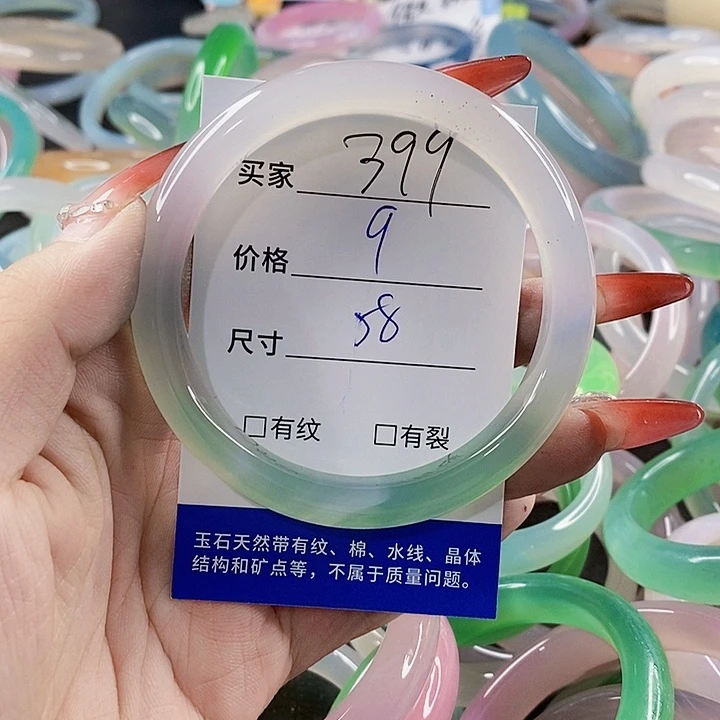 买家 399
价格 9
尺寸 58
□有纹 □有裂
玉石天然带有纹、棉、水线、晶体
结构和矿点等，不属于质量问题。